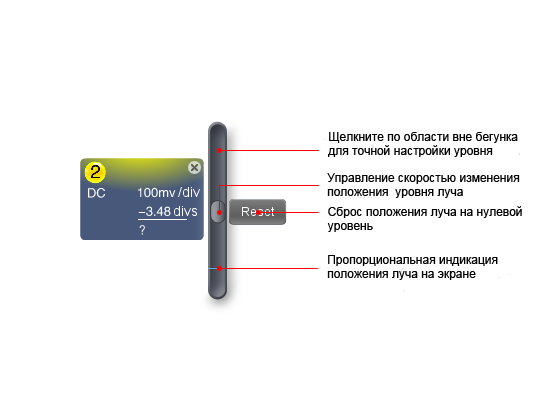 2
DC 100mv/div
–3.48 divs
?
Reset
Щелкните по области вне бегунка
для точной настройки уровня
Управление скоростью изменения
положения уровня луча
Сброс положения луча на нулевой
уровень
Пропорциональная индикация
положения луча на экране